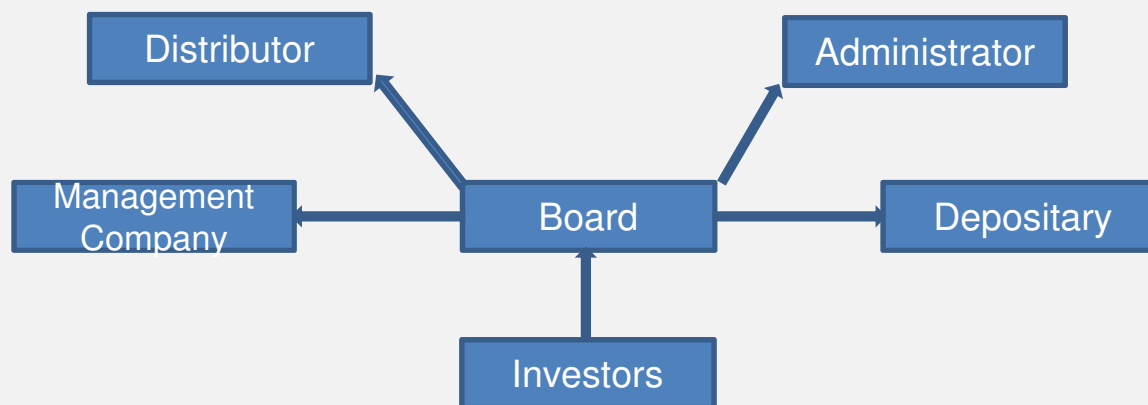 Distributor
Administrator
Management
Company
Board
Depositary
Investors